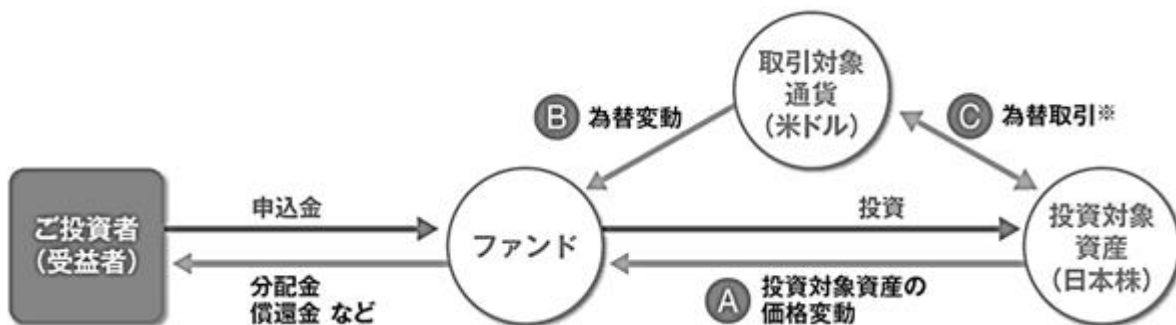 取引対象
通貨
(米ドル)
B 為替変動
C 為替取引※
ご投資者
(受益者)
申込金
分配金
償還金 など
ファンド
投資
A 投資対象資産の
価格変動
投資対象
資産
(日本株)